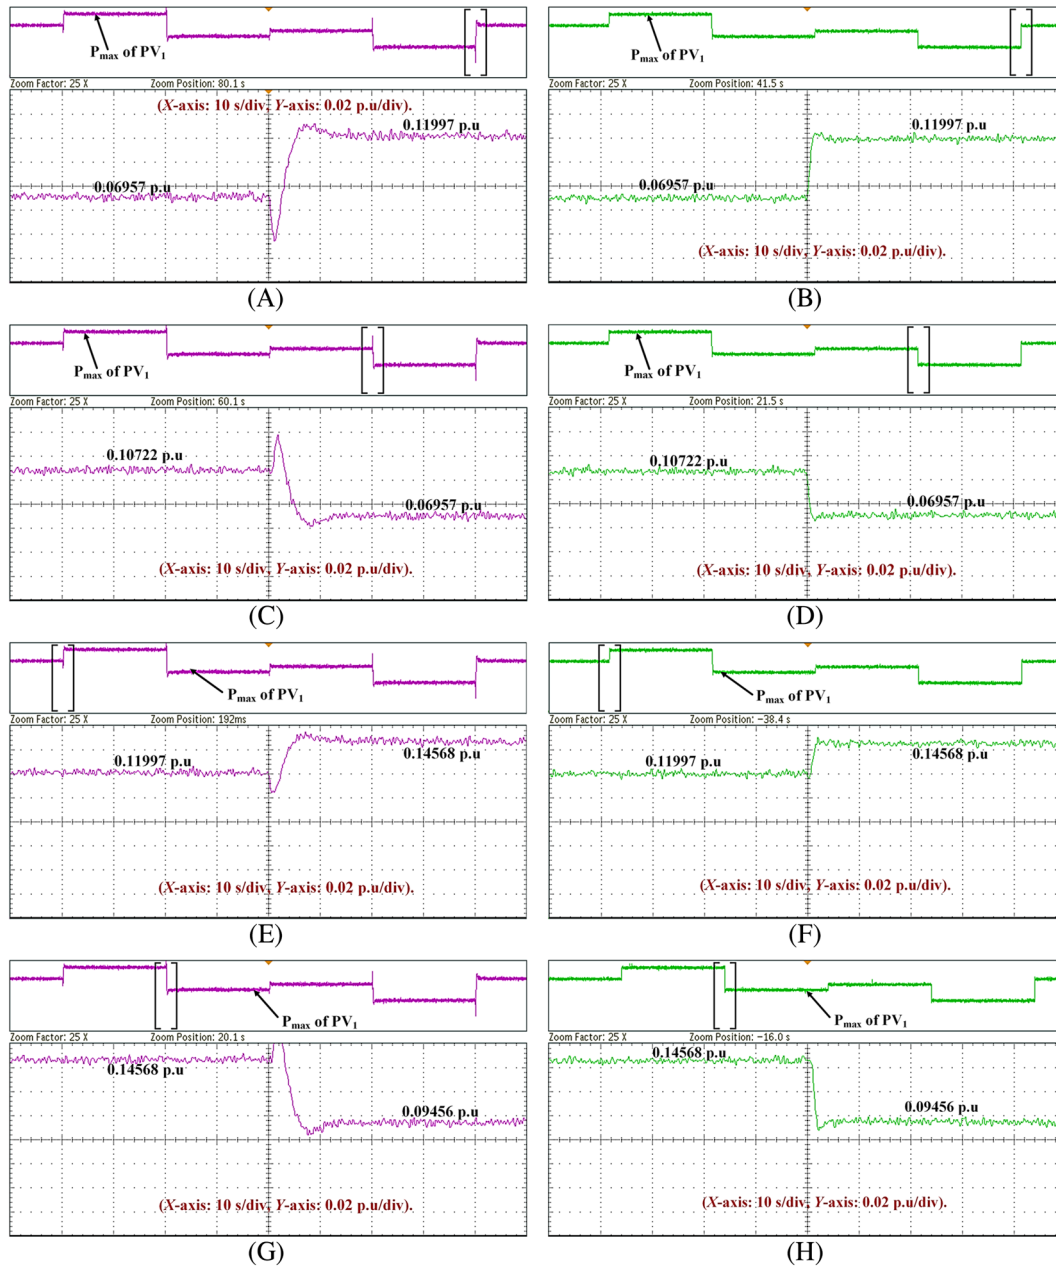 Pmax of PV1
Zoom Factor: 25 X Zoom Position: 80.1 s
(X-axis: 10 s/div, Y-axis: 0.02 p.u/div).
0.11997 p.u
0.06957 p.u
(A)
Pmax of PV1
Zoom Factor: 25 X Zoom Position: 41.5 s
0.11997 p.u
0.06957 p.u
(X-axis: 10 s/div, Y-axis: 0.02 p.u/div).
(B)
Pmax of PV1
Zoom Factor: 25 X Zoom Position: 60.1 s
0.10722 p.u
0.06957 p.u
(X-axis: 10 s/div, Y-axis: 0.02 p.u/div).
(C)
Pmax of PV1
Zoom Factor: 25 X Zoom Position: 21.5 s
0.10722 p.u
0.06957 p.u
(X-axis: 10 s/div, Y-axis: 0.02 p.u/div).
(D)
Pmax of PV1
Zoom Factor: 25 X Zoom Position: 192ms
0.11997 p.u
0.14568 p.u
(X-axis: 10 s/div, Y-axis: 0.02 p.u/div).
(E)
Pmax of PV1
Zoom Factor: 25 X Zoom Position: −38.4 s
0.11997 p.u
0.14568 p.u
(X-axis: 10 s/div, Y-axis: 0.02 p.u/div).
(F)
Pmax of PV1
Zoom Factor: 25 X Zoom Position: 20.1 s
0.14568 p.u
0.09456 p.u
(X-axis: 10 s/div, Y-axis: 0.02 p.u/div).
(G)
Pmax of PV1
Zoom Factor: 25 X Zoom Position: −16.0 s
0.14568 p.u
0.09456 p.u
(X-axis: 10 s/div, Y-axis: 0.02 p.u/div).
(H)